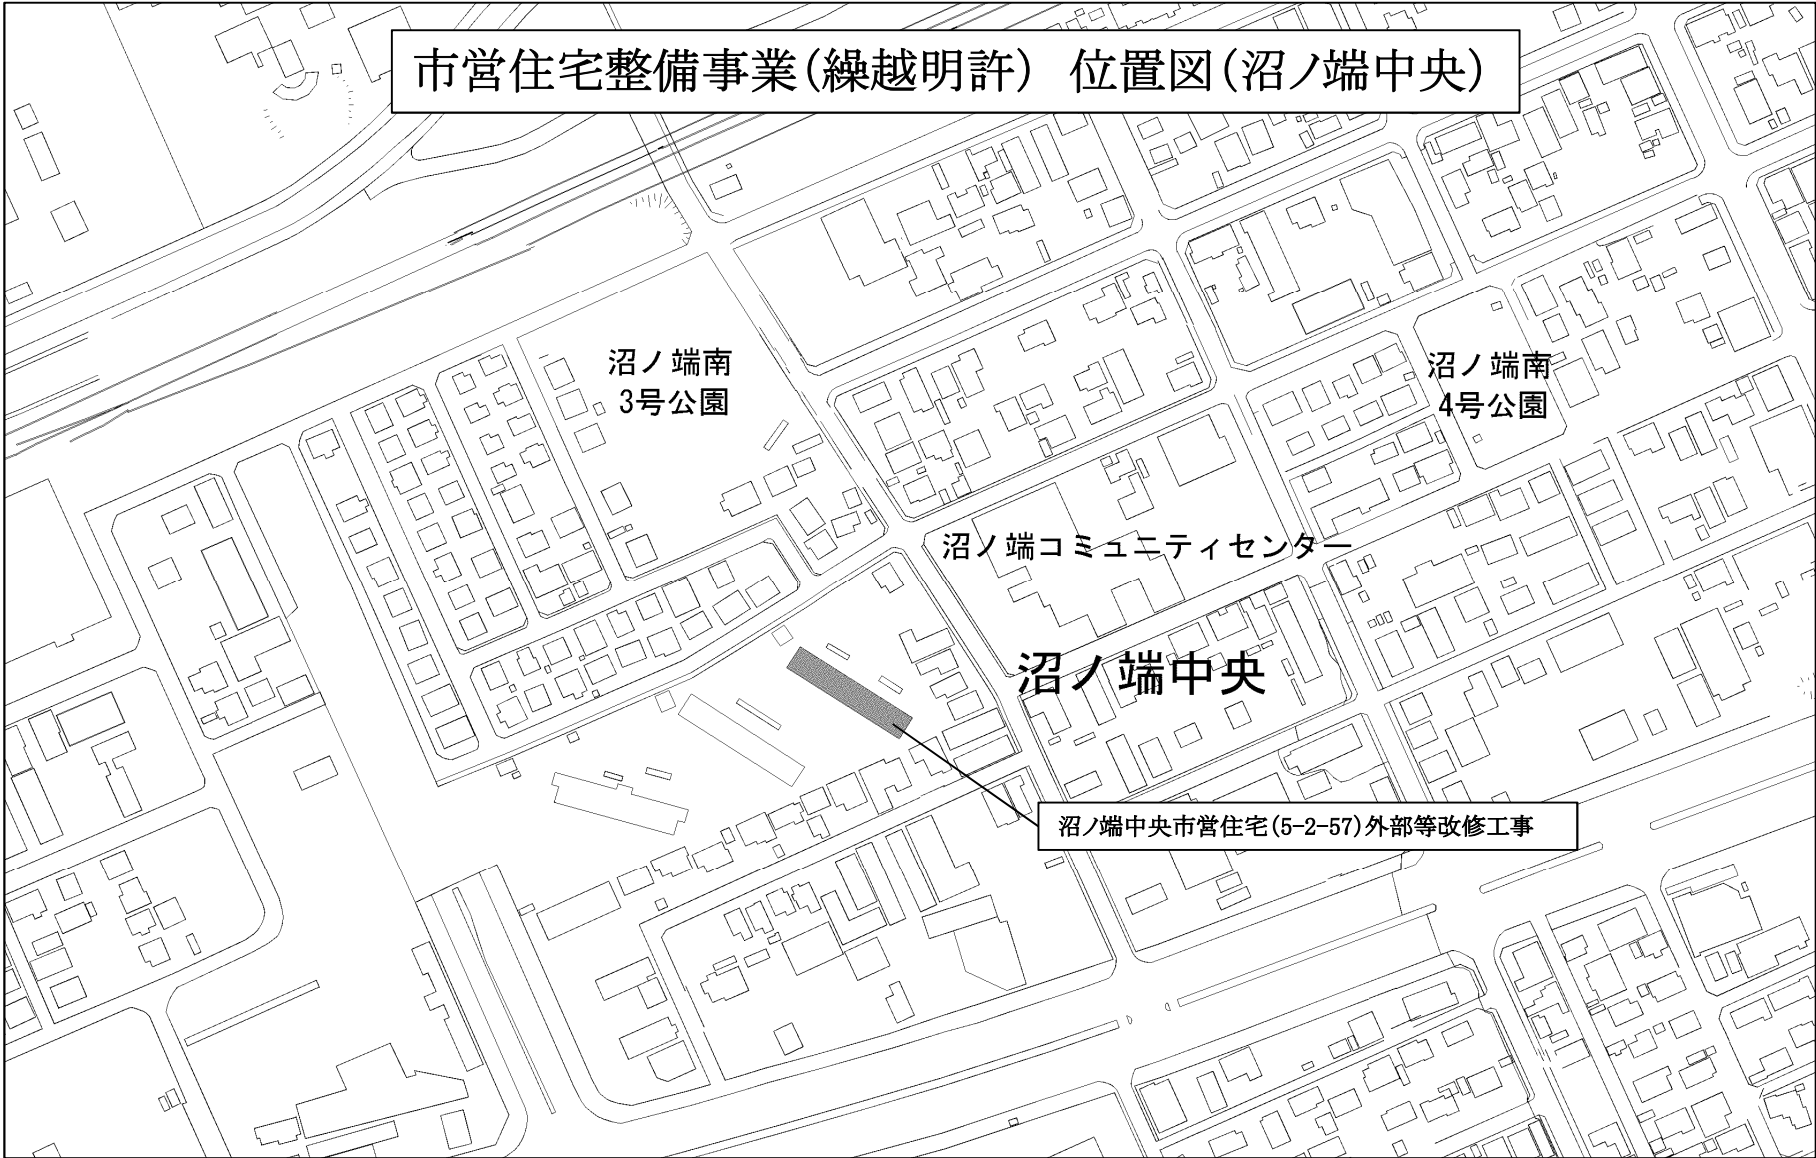 市営住宅整備事業(繰越明許) 位置図(沼ノ端中央)
沼ノ端南
3号公園
沼ノ端南
4号公園
沼ノ端コミュニティセンター
沼ノ端中央
沼ノ端中央市営住宅(5-2-57)外部等改修工事